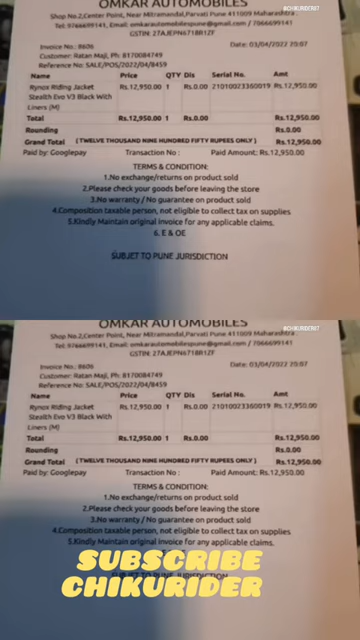 OMKAR AUTOMOBILES
@CHIKURIDER67
Shop No.2,Center Point, Near Mitramandal,Parvati Pune 411009 Maharashtra.
Tel: 9766699141, Email: omkarautomobilespune@gmail.com / 7066699141
GSTIN: 27AJEPN6718R1ZF
Invoice No.: 8606 Date: 03/04/2022 20:07
Customer: Ratan Maji, Ph: 8170084749
Reference No: SALE/POS/2022/04/8459
Name Price QTY Dis Serial No. Amt
Rynox Riding Jacket Rs.12,950.00 1 Rs.0.00 21010023360019 Rs.12,950.00
Stealth Evo V3 Black With
Liners (M)
Total Rs.12,950.00 1 Rs.0.00 Rs.12,950.00
Rounding Rs.0.00
Grand Total (TWELVE THOUSAND NINE HUNDRED FIFTY RUPEES ONLY) Rs.12,950.00
Paid by: Googlepay Transaction No : Paid Amount: Rs.12,950.00
TERMS & CONDITION:
1.No exchange/returns on product sold
2.Please check your goods before leaving the store
3.No warranty / No guarantee on product sold
4.Composition taxable person, not eligible to collect tax on supplies
5.Kindly Maintain original Invoice for any applicable claims.
6. E & OE
SUBJET TO PUNE JURISDICTION
OMKAR AUTOMOBILES
@CHIKURIDER67
Shop No.2,Center Point, Near Mitramandal,Parvati Pune 411009 Maharashtra.
Tel: 9766699141, Email: omkarautomobilespune@gmail.com / 7066699141
GSTIN: 27AJEPN6718R1ZF
Invoice No.: 8606 Date: 03/04/2022 20:07
Customer: Ratan Maji, Ph: 8170084749
Reference No: SALE/POS/2022/04/8459
Name Price QTY Dis Serial No. Amt
Rynox Riding Jacket Rs.12,950.00 1 Rs.0.00 21010023360019 Rs.12,950.00
Stealth Evo V3 Black With
Liners (M)
Total Rs.12,950.00 1 Rs.0.00 Rs.12,950.00
Rounding Rs.0.00
Grand Total (TWELVE THOUSAND NINE HUNDRED FIFTY RUPEES ONLY) Rs.12,950.00
Paid by: Googlepay Transaction No : Paid Amount: Rs.12,950.00
TERMS & CONDITION:
1.No exchange/returns on product sold
2.Please check your goods before leaving the store
3.No warranty / No guarantee on product sold
4.Composition taxable person, not eligible to collect tax on supplies
5.Kindly Maintain original Invoice for any applicable claims.
SUBSCRIBE
CHIKURIDER